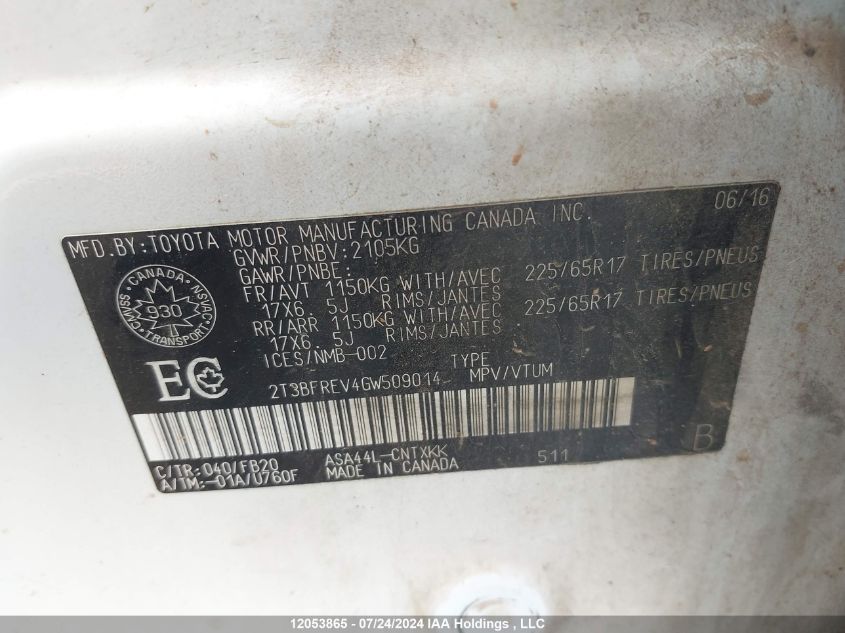 06/16
MFD.BY:TOYOTA MOTOR MANUFACTURING CANADA INC.
GVWR/PNBV:2105KG
GAWR/PNBE:
FR/AVT 1150KG WITH/AVEC 225/65R17 TIRES/PNEUS
17X6. 5J RIMS/JANTES
RR/ARR 1150KG WITH/AVEC 225/65R17 TIRES/PNEUS
17X6. 5J RIMS/JANTES
ICES/NMB-002 TYPE
2T3BFREV4GW509014 MPV/VTUM
CANADA
CMVSS NSVAC
930
T
TRANSPORT
EC
C/TR:040/FB20 ASA44L-CNTXKK 511 B
A/TM:-01A/U760F MADE IN CANADA
12053865 - 07/24/2024 IAA Holdings , LLC